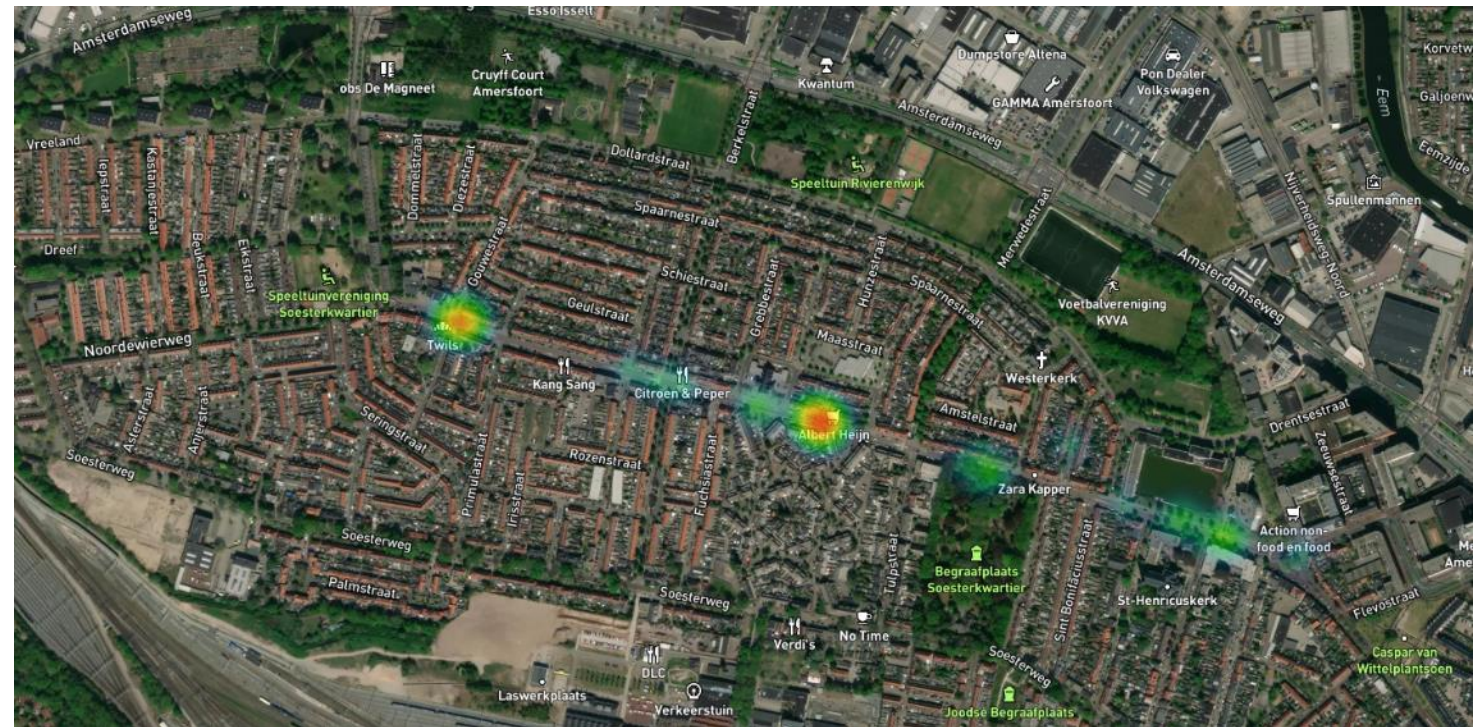 Esso Isselt
Amsterdamseweg
obs De Magneet
Cruyff Court
Amersfoort
Kwantum
Dumpstore Altena
GAMMA Amersfoort
Pon Dealer
Volkswagen
Eem
Galjoenw
Eemzijde
Vreeland
Iepstraat
Kastanjestraat
Dommelstraat
Diezestraat
Dollardstraat
Berkelstraat
Amsterdamseweg
Speeltuin Rivierenwijk
Nijverheidsweg-Noord
Spullenmannen
Dreef
Beukstraat
Eikstraat
Gouwestraat
Spaarnestraat
Schiestraat
Grebbestraat
Hunzestraat
Spaarnestraat
Merwedestraat
Amsterdamseweg
Speeltuinvereniging
Soesterkwartier
Geulstraat
Voetbalvereniging
KVVA
Noordewierweg
Twils
Maasstraat
Westerkerk
Kang Sang
Citroen & Peper
Albert Heijn
Amstelstraat
Drentsestraat
Asterstraat
Anjerstraat
Seringstraat
Primulastraat
Irisstraat
Rozenstraat
Fuchsiastraat
Zara Kapper
Zeeuwsestraat
Soesterweg
Action non-
food en food
Soesterweg
Palmstraat
Soesterweg
Tulpstraat
Begraafplaats
Soesterkwartier
Sint Bonifaciusstraat
St-Henricuskerk
Flevostraat
Verdi's
No Time
DLC
Soesterweg
Caspar van
Wittelplantsoen
Laswerkplaats
Verkeerstuin
Joodse Begraafplaats